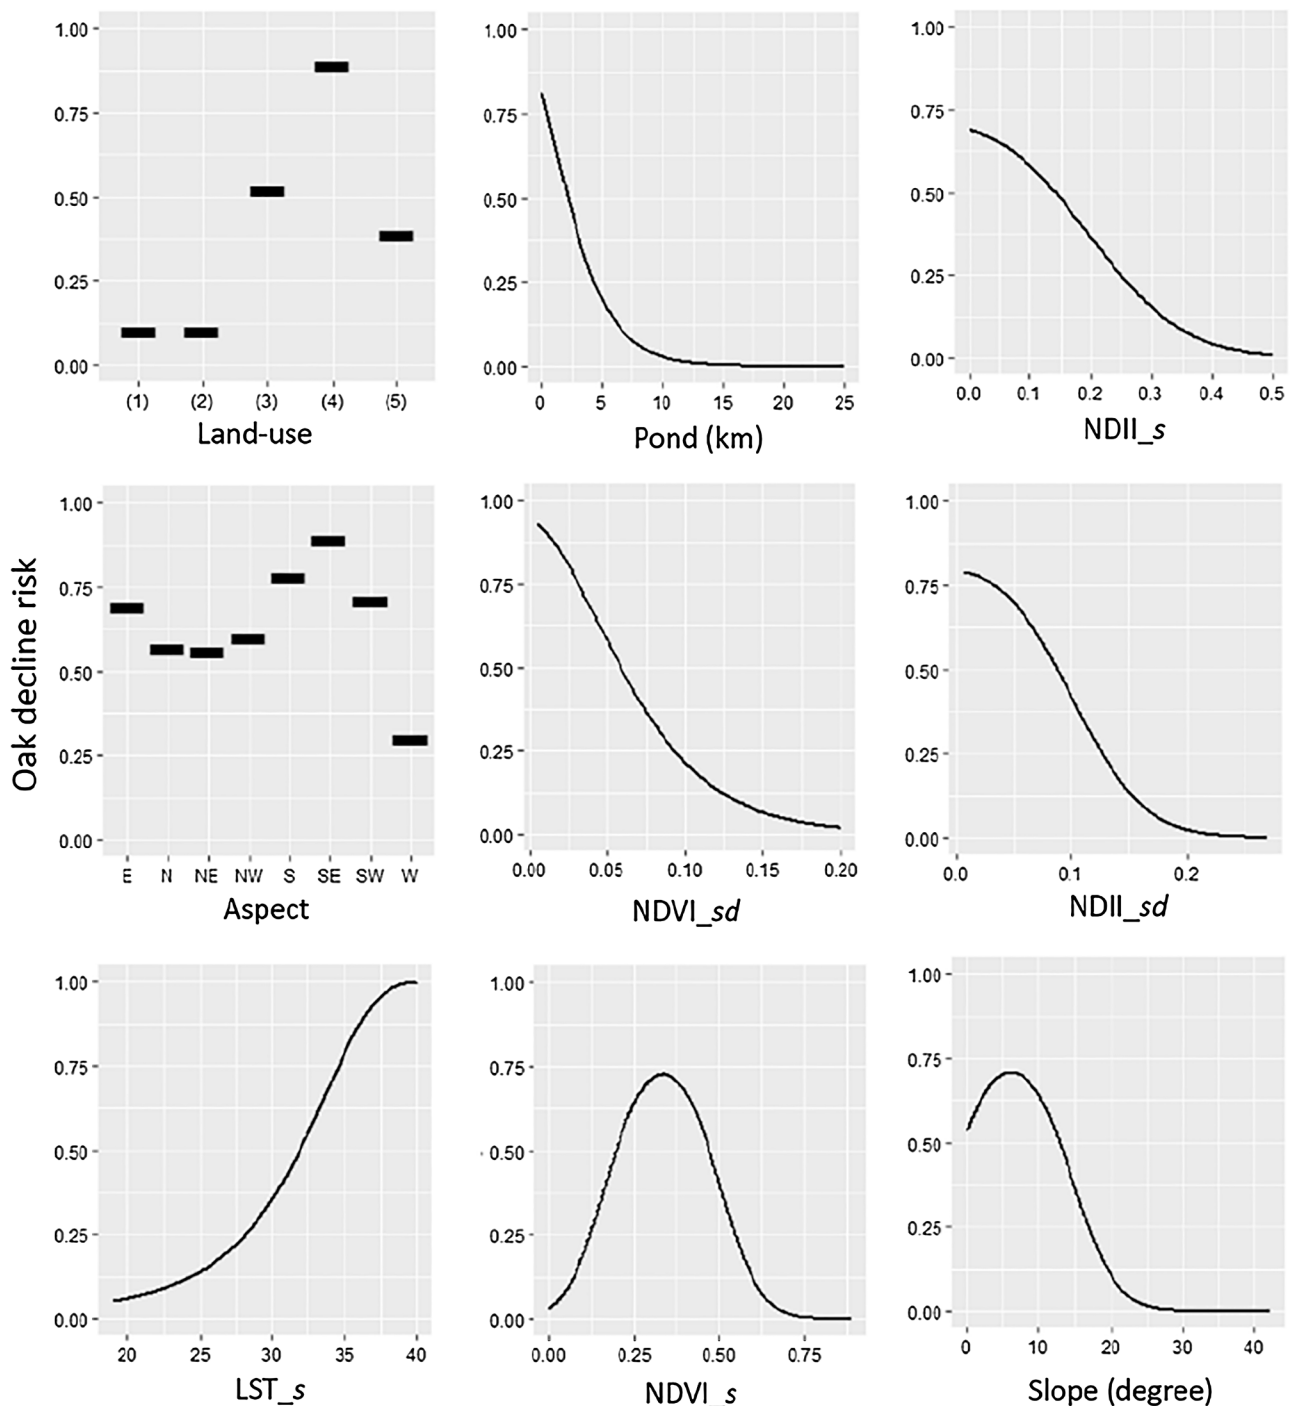 Oak decline risk
1.00
0.75
0.50
0.25
0.00
(1) (2) (3) (4) (5)
Land-use
1.00
0.75
0.50
0.25
0.00
0 5 10 15 20 25
Pond (km)
1.00
0.75
0.50
0.25
0.00
0.0 0.1 0.2 0.3 0.4 0.5
NDII_s
1.00
0.75
0.50
0.25
0.00
E N NE NW S SE SW W
Aspect
1.00
0.75
0.50
0.25
0.00
0.00 0.05 0.10 0.15 0.20
NDVI_sd
1.00
0.75
0.50
0.25
0.00
0.0 0.1 0.2
NDII_sd
1.00
0.75
0.50
0.25
0.00
20 25 30 35 40
LST_s
1.00
0.75
0.50
0.25
0.00
0.00 0.25 0.50 0.75
NDVI_s
1.00
0.75
0.50
0.25
0.00
0 10 20 30 40
Slope (degree)